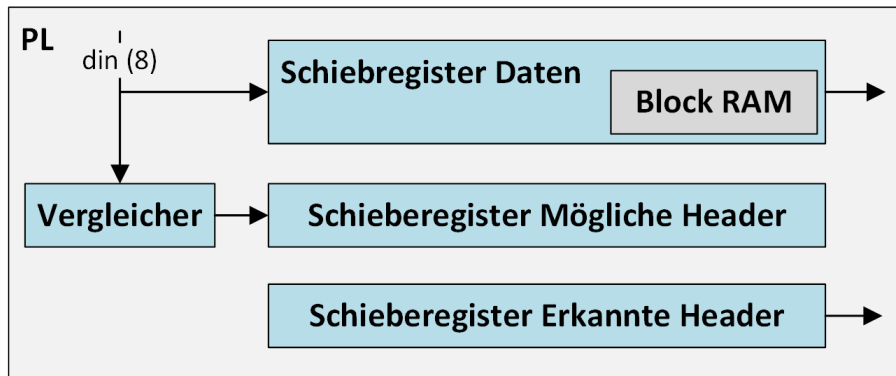 PL
din (8)
Schiebregister Daten
Block RAM
Vergleicher
Schieberegister Mögliche Header
Schieberegister Erkannte Header